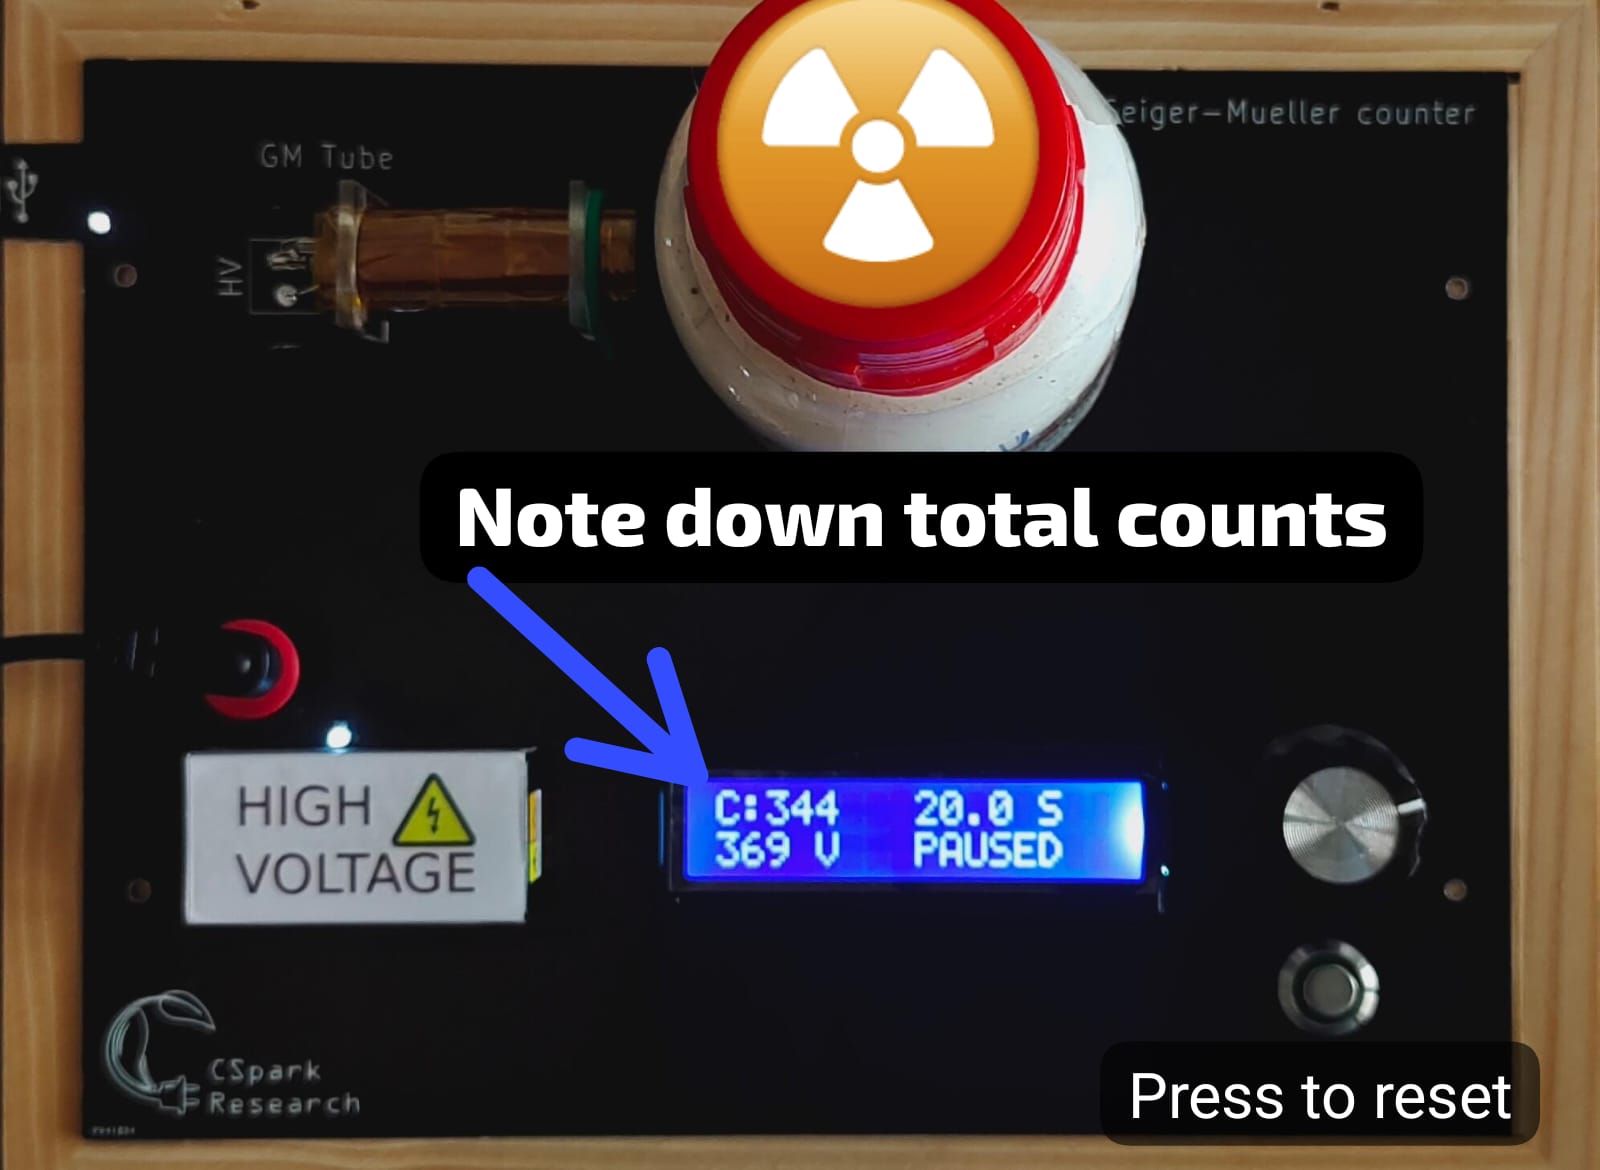 GM Tube
Geiger-Mueller counter
HV
Note down total counts
C:344 20.0 S
369 V PAUSED
HIGH
VOLTAGE
CSpark
Research
Press to reset